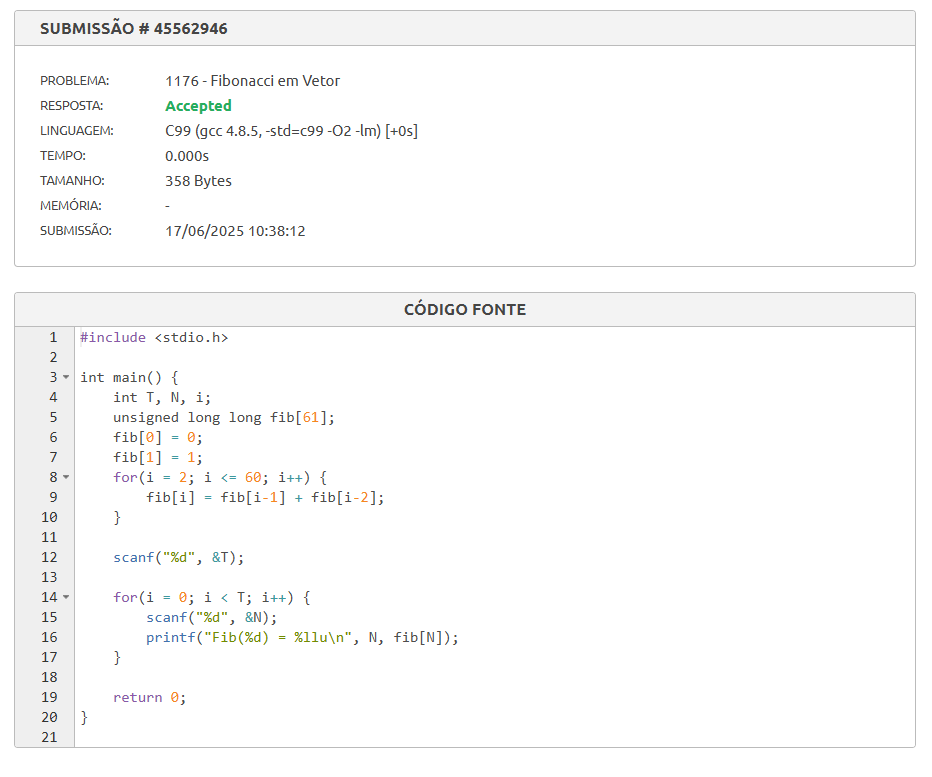 SUBMISSÃO # 45562946
PROBLEMA: 1176 - Fibonacci em Vetor
RESPOSTA: Accepted
LINGUAGEM: C99 (gcc 4.8.5, -std=c99 -O2 -lm) [+0s]
TEMPO: 0.000s
TAMANHO: 358 Bytes
MEMÓRIA: -
SUBMISSÃO: 17/06/2025 10:38:12
CÓDIGO FONTE
1 #include <stdio.h>
2
3 int main() {
4     int T, N, i;
5     unsigned long long fib[61];
6     fib[0] = 0;
7     fib[1] = 1;
8     for(i = 2; i <= 60; i++) {
9         fib[i] = fib[i-1] + fib[i-2];
10     }
11
12     scanf("%d", &T);
13
14     for(i = 0; i < T; i++) {
15         scanf("%d", &N);
16         printf("Fib(%d) = %llu\n", N, fib[N]);
17     }
18
19     return 0;
20 }
21